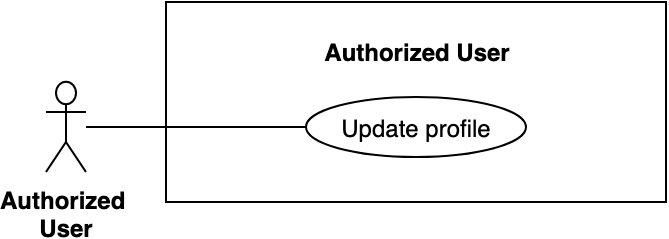 Authorized User
Update profile
Authorized
User